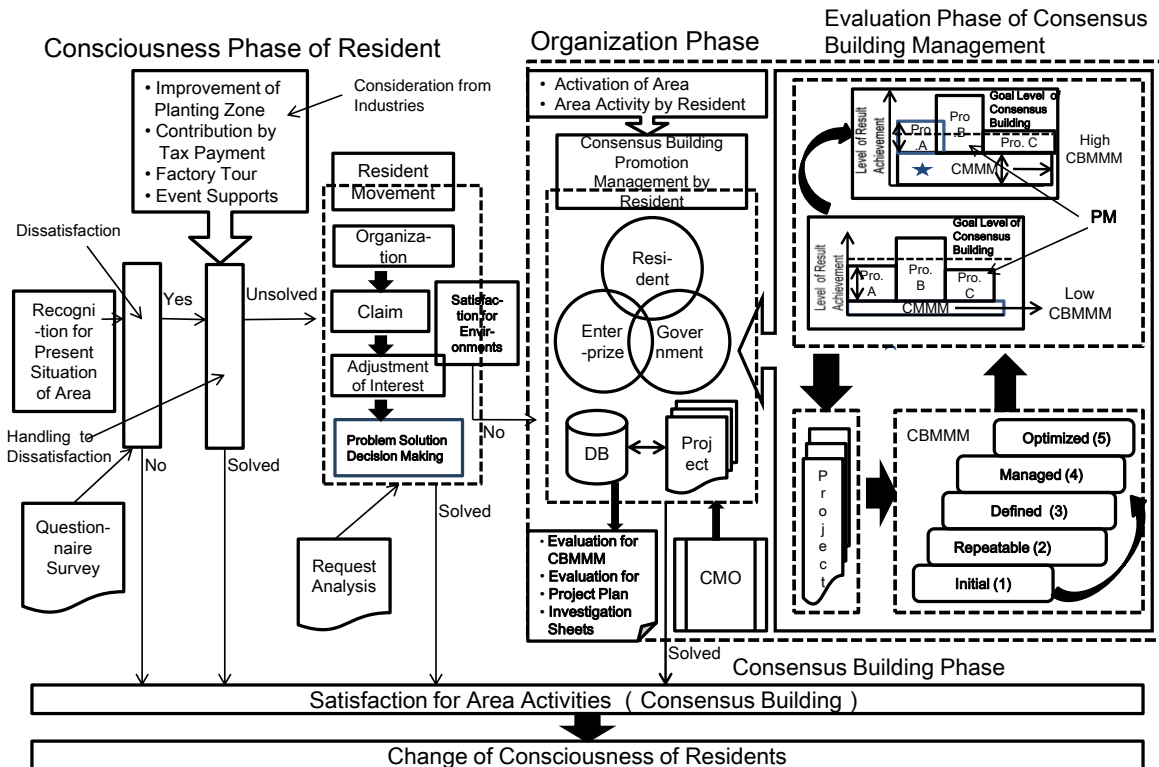 Consciousness Phase of Resident
• Improvement of
Planting Zone
• Contribution by
Tax Payment
• Factory Tour
• Event Supports
Consideration from
Industries
Dissatisfaction
Recogni
-tion for
Present
Situation
of Area
Yes
Unsolved
Handling to
Dissatisfaction
No
Solved
Question-
naire
Survey
Resident
Movement
Organiza-
tion
Claim
Adjustment
of Interest
Problem Solution
Decision Making
Satisfac-
tion for
Envir-
onments
No
Solved
Request
Analysis
Organization Phase
• Activation of Area
• Area Activity by Resident
Consensus Building
Promotion
Management by
Resident
Resi-
dent
Enter
-prize
Gover
nment
DB
Proj
ect
• Evaluation for
CBMMM
• Evaluation for
• Project Plan
• Investigation
Sheets
CMO
Solved
Evaluation Phase of Consensus
Building Management
Level of Result
Achievement
Goal Level of
Consensus
Building
Pro
.A
Pro
.B
Pro. C
CMMM
High
CBMMM
PM
Level of Result
Achievement
Goal Level of
Consensus
Building
Pro.
A
Pro.
B
Pro.
C
CMMM
Low
CBMMM
P
r
o
j
e
c
t
CBMMM
Optimized (5)
Managed (4)
Defined (3)
Repeatable (2)
Initial (1)
Consensus Building Phase
Satisfaction for Area Activities ( Consensus Building )
Change of Consciousness of Residents